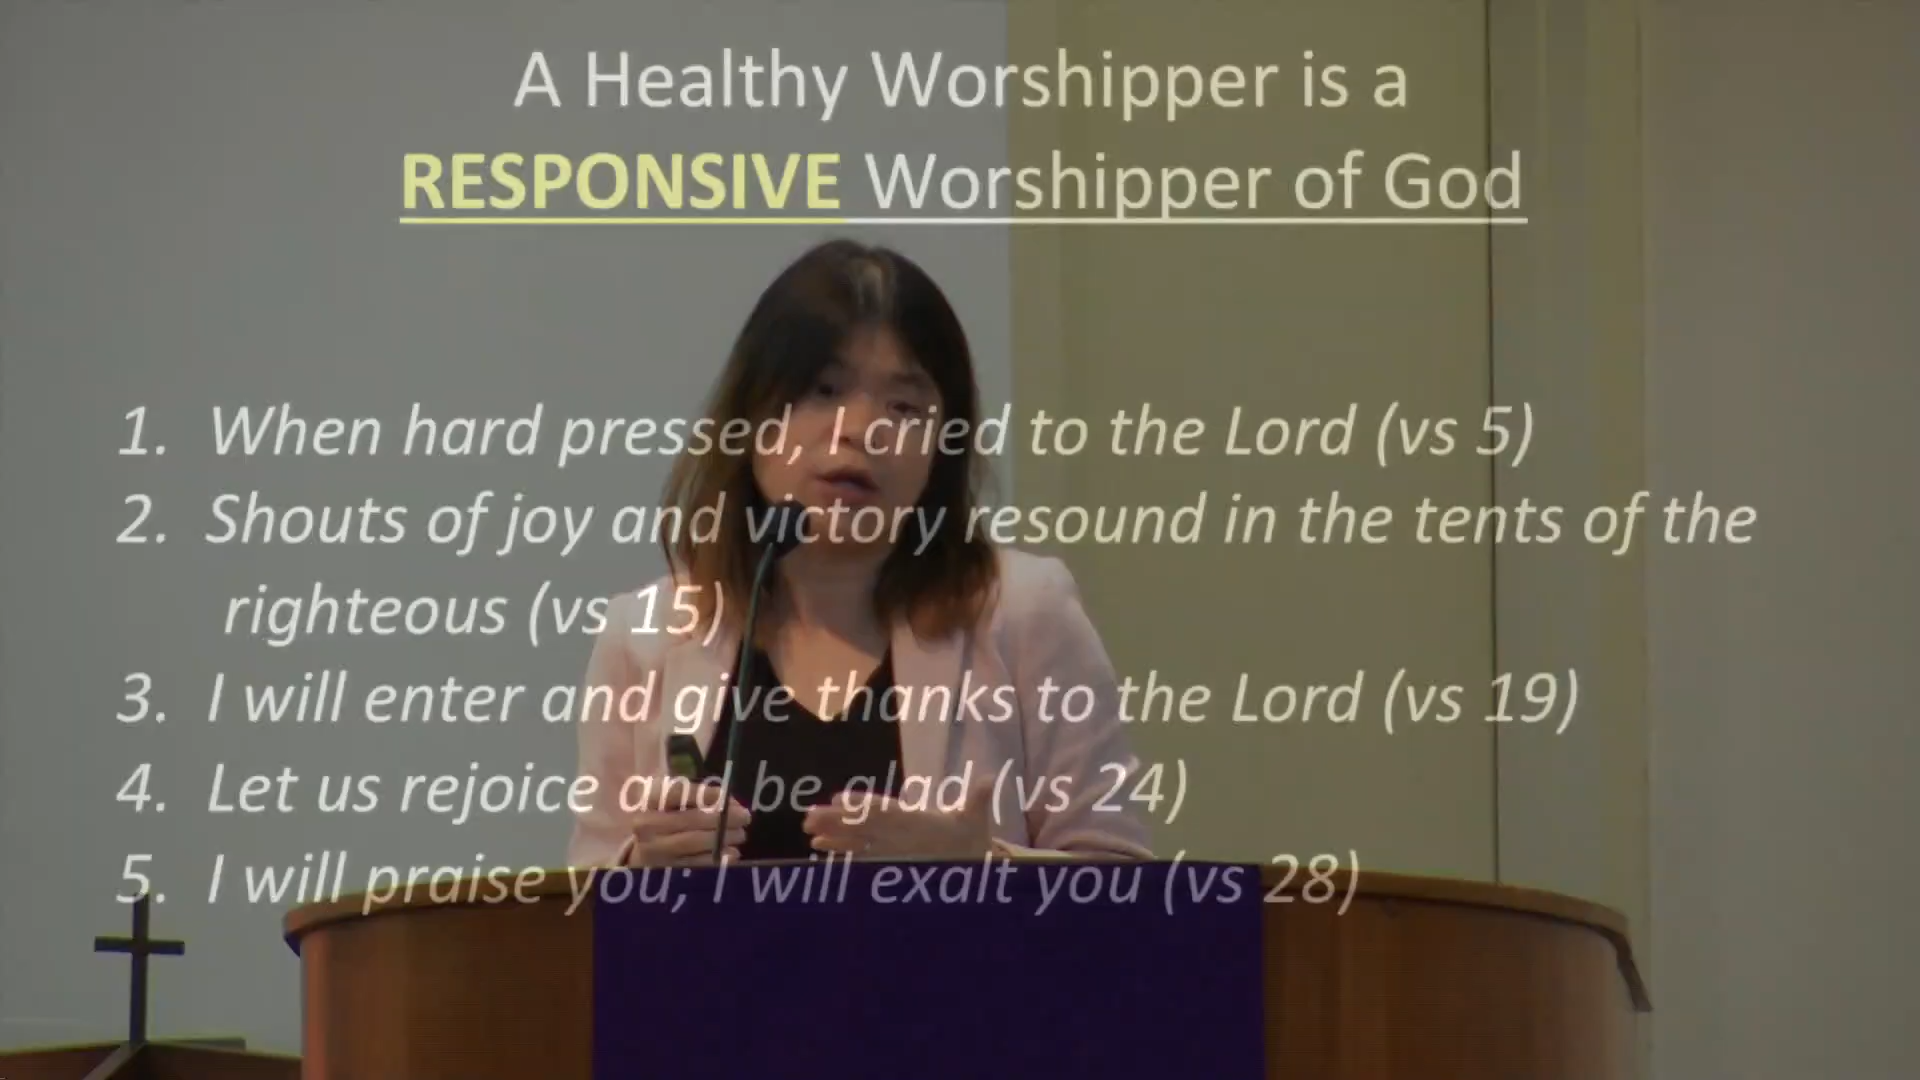 A Healthy Worshipper is a
RESPONSIVE Worshipper of God
1. When hard pressed, I cried to the Lord (vs 5)
2. Shouts of joy and victory resound in the tents of the
righteous (vs 15)
3. I will enter and give thanks to the Lord (vs 19)
4. Let us rejoice and be glad (vs 24)
5. I will praise you; I will exalt you (vs 28)